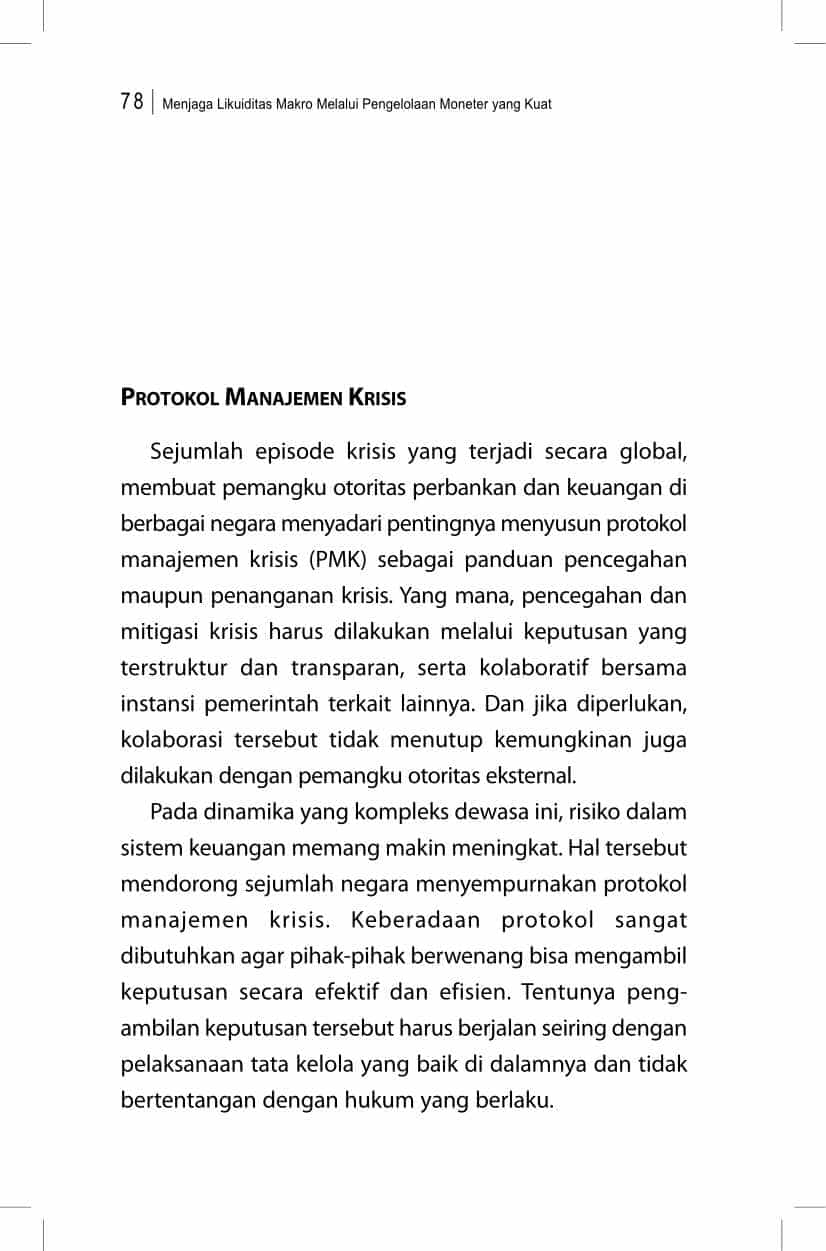 78 | Menjaga Likuiditas Makro Melalui Pengelolaan Moneter yang Kuat
PROTOKOL MANAJEMEN KRISIS
Sejumlah episode krisis yang terjadi secara global,
membuat pemangku otoritas perbankan dan keuangan di
berbagai negara menyadari pentingnya menyusun protokol
manajemen krisis (PMK) sebagai panduan pencegahan
maupun penanganan krisis. Yang mana, pencegahan dan
mitigasi krisis harus dilakukan melalui keputusan yang
terstruktur dan transparan, serta kolaboratif bersama
instansi pemerintah terkait lainnya. Dan jika diperlukan,
kolaborasi tersebut tidak menutup kemungkinan juga
dilakukan dengan pemangku otoritas eksternal.
Pada dinamika yang kompleks dewasa ini, risiko dalam
sistem keuangan memang makin meningkat. Hal tersebut
mendorong sejumlah negara menyempurnakan protokol
manajemen krisis. Keberadaan protokol sangat
dibutuhkan agar pihak-pihak berwenang bisa mengambil
keputusan secara efektif dan efisien. Tentunya peng-
ambilan keputusan tersebut harus berjalan seiring dengan
pelaksanaan tata kelola yang baik di dalamnya dan tidak
bertentangan dengan hukum yang berlaku.